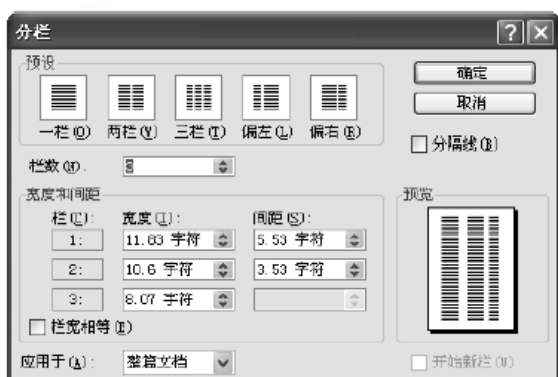 分栏
预设
确定
取消
一栏(O) 两栏(W) 三栏(T) 偏左(L) 偏右(R)
分隔线(B)
栏数(N):
宽度和间距
预览
栏(C): 宽度(I): 间距(S):
1: 11.83 字符 5.53 字符
2: 10.6 字符 3.53 字符
3: 8.07 字符
栏宽相等(E)
应用于(A): 整篇文档
开始新栏(U)